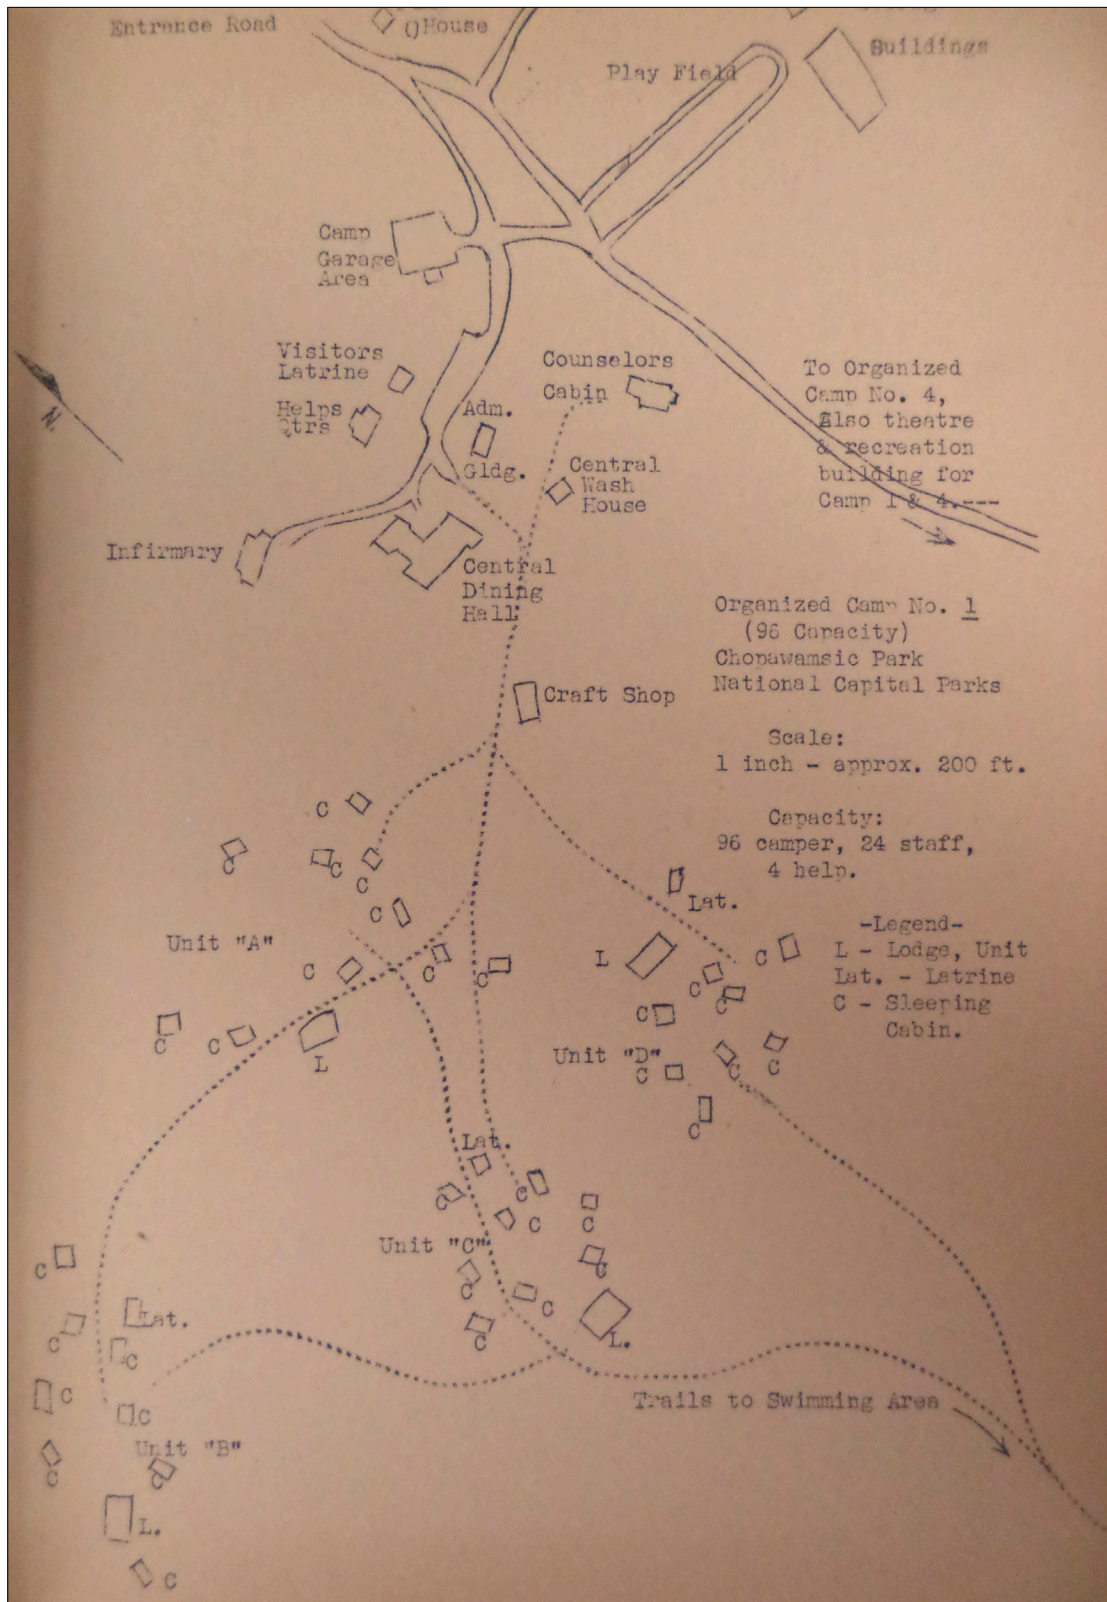 Entrance Road
()House
Buildings
Play Field
Camp
Garage
Area
Visitors
Latrine
Helps
Qtrs
N.
Counselors
Cabin
Adm.
Gldg.
Central
Wash
House
To Organized
Camp No. 4,
Also theatre
& recreation
building for
Camp 1 & 4.---
Infirmary
Central
Dining
Hall
Organized Camp No. 1
(96 Capacity)
Chopawamsic Park
National Capital Parks
Craft Shop
Scale:
1 inch - approx. 200 ft.
Capacity:
96 camper, 24 staff,
4 help.
-Legend-
L - Lodge, Unit
Lat. - Latrine
C - Sleeping
Cabin.
C
C
C
C
C
Unit "A"
C
C
C
C
C
L
Lat.
L
C
C
C
C
Unit "D"
C
C
C
C
Lat.
C
C
C
C
Unit "C"
C
C
C
C
L.
C
Lat.
C
C
C
C
Unit "B"
C
C
L.
C
Trails to Swimming Area